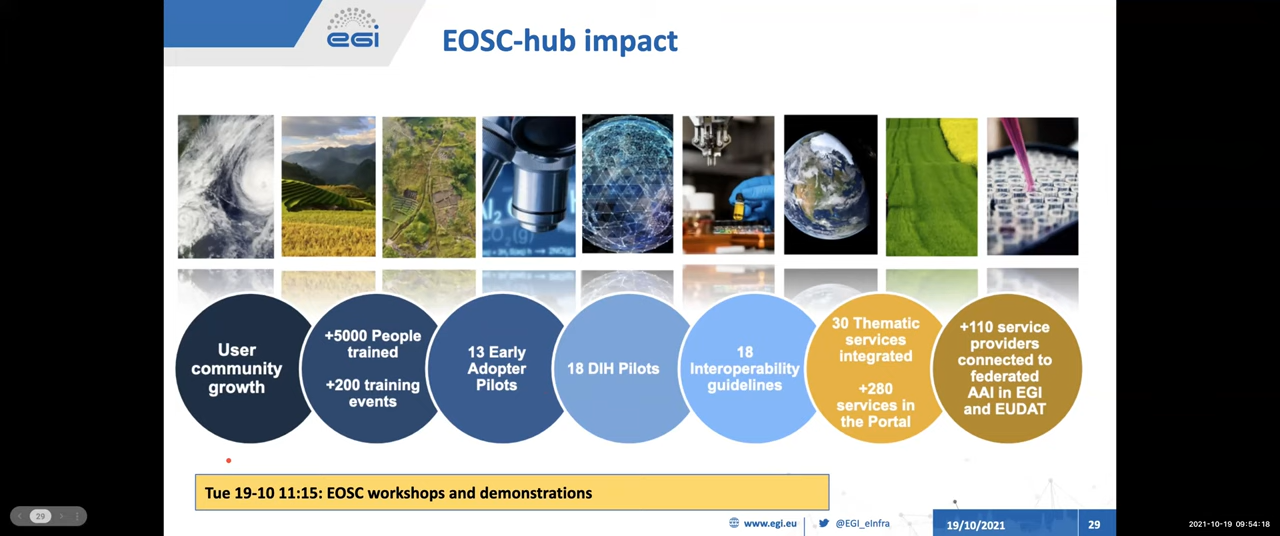 egi
EOSC-hub impact
User
community
growth
+5000 People
trained
+200 training
events
13 Early
Adopter
Pilots
18 DIH Pilots
18
Interoperability
guidelines
30 Thematic
services
integrated
+280
services in
the Portal
+110 service
providers
connected to
federated
AAI in EGI
and EUDAT
Tue 19-10 11:15: EOSC workshops and demonstrations
www.egi.eu
@EGI_eInfra
19/10/2021
29
29
2021-10-19 09:54:18